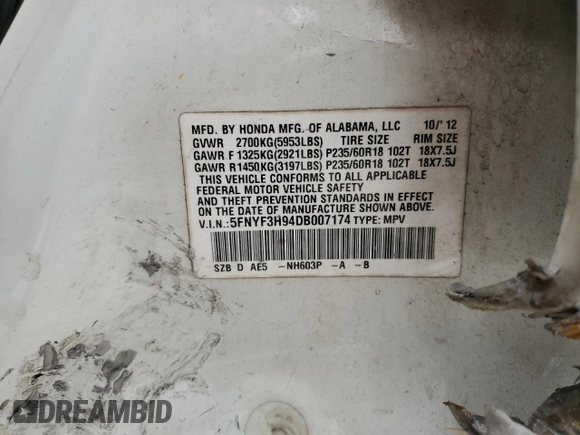 MFD. BY HONDA MFG. OF ALABAMA, LLC 10/'12
GVWR 2700KG(5953LBS) TIRE SIZE RIM SIZE
GAWR F 1325KG(2921LBS) P235/60R18 102T 18X7.5J
GAWR R1450KG(3197LBS) P235/60R18 102T 18X7.5J
THIS VEHICLE CONFORMS TO ALL APPLICABLE
FEDERAL MOTOR VEHICLE SAFETY
AND THEFT PREVENTION STANDARDS IN EFFECT
ON THE DATE OF MANUFACTURE SHOWN ABOVE.
V.I.N.: 5FNYF3H94DB007174 TYPE: MPV
SZB D AE5 -NH603P -A -B
DREAMBID